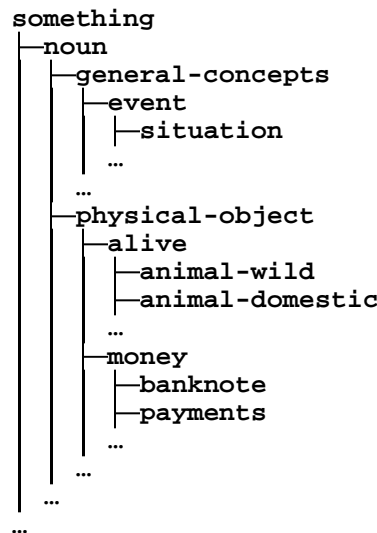 something
noun
general-concepts
event
situation
…
…
physical-object
alive
animal-wild
animal-domestic
…
money
banknote
payments
…
…
…
…